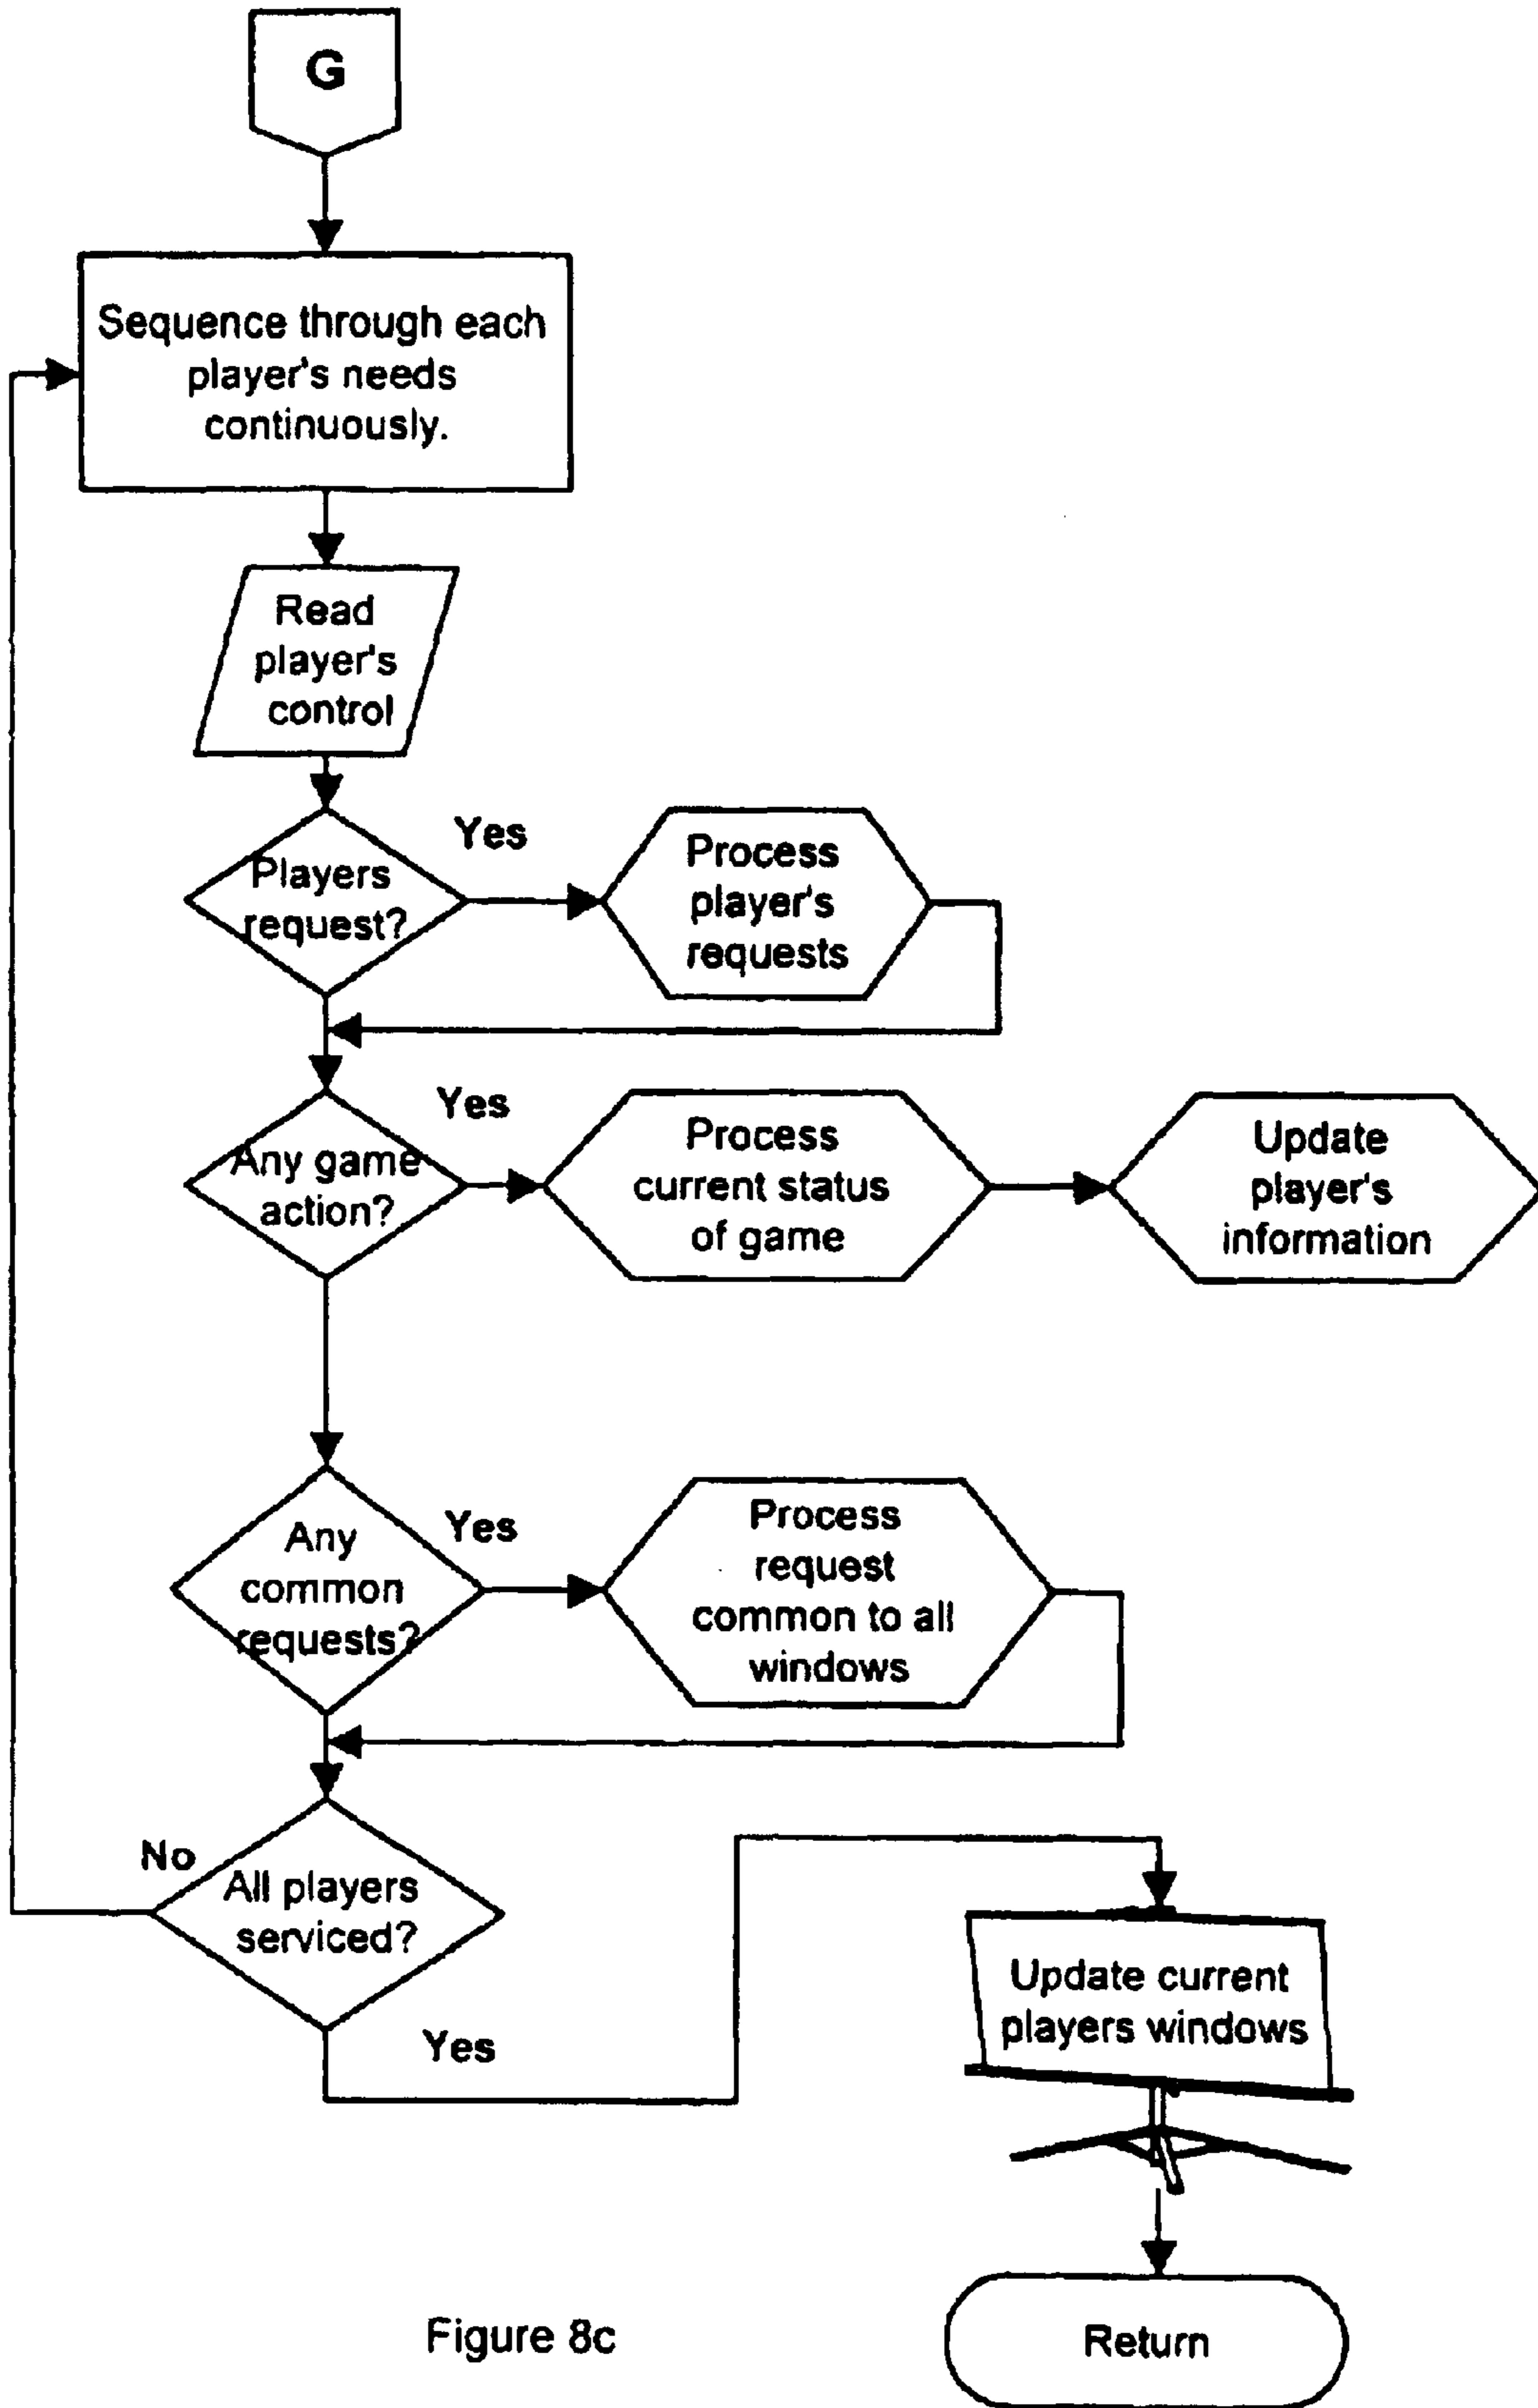 G
Sequence through each
player's needs
continuously.
Read
player's
control
Players
request?
Yes
Process
player's
requests
Any game
action?
Yes
Process
current status
of game
Update
player's
information
Any
common
requests?
Yes
Process
request
common to all
windows
All players
serviced?
No
Yes
Update current
players windows
Return
Figure 8c